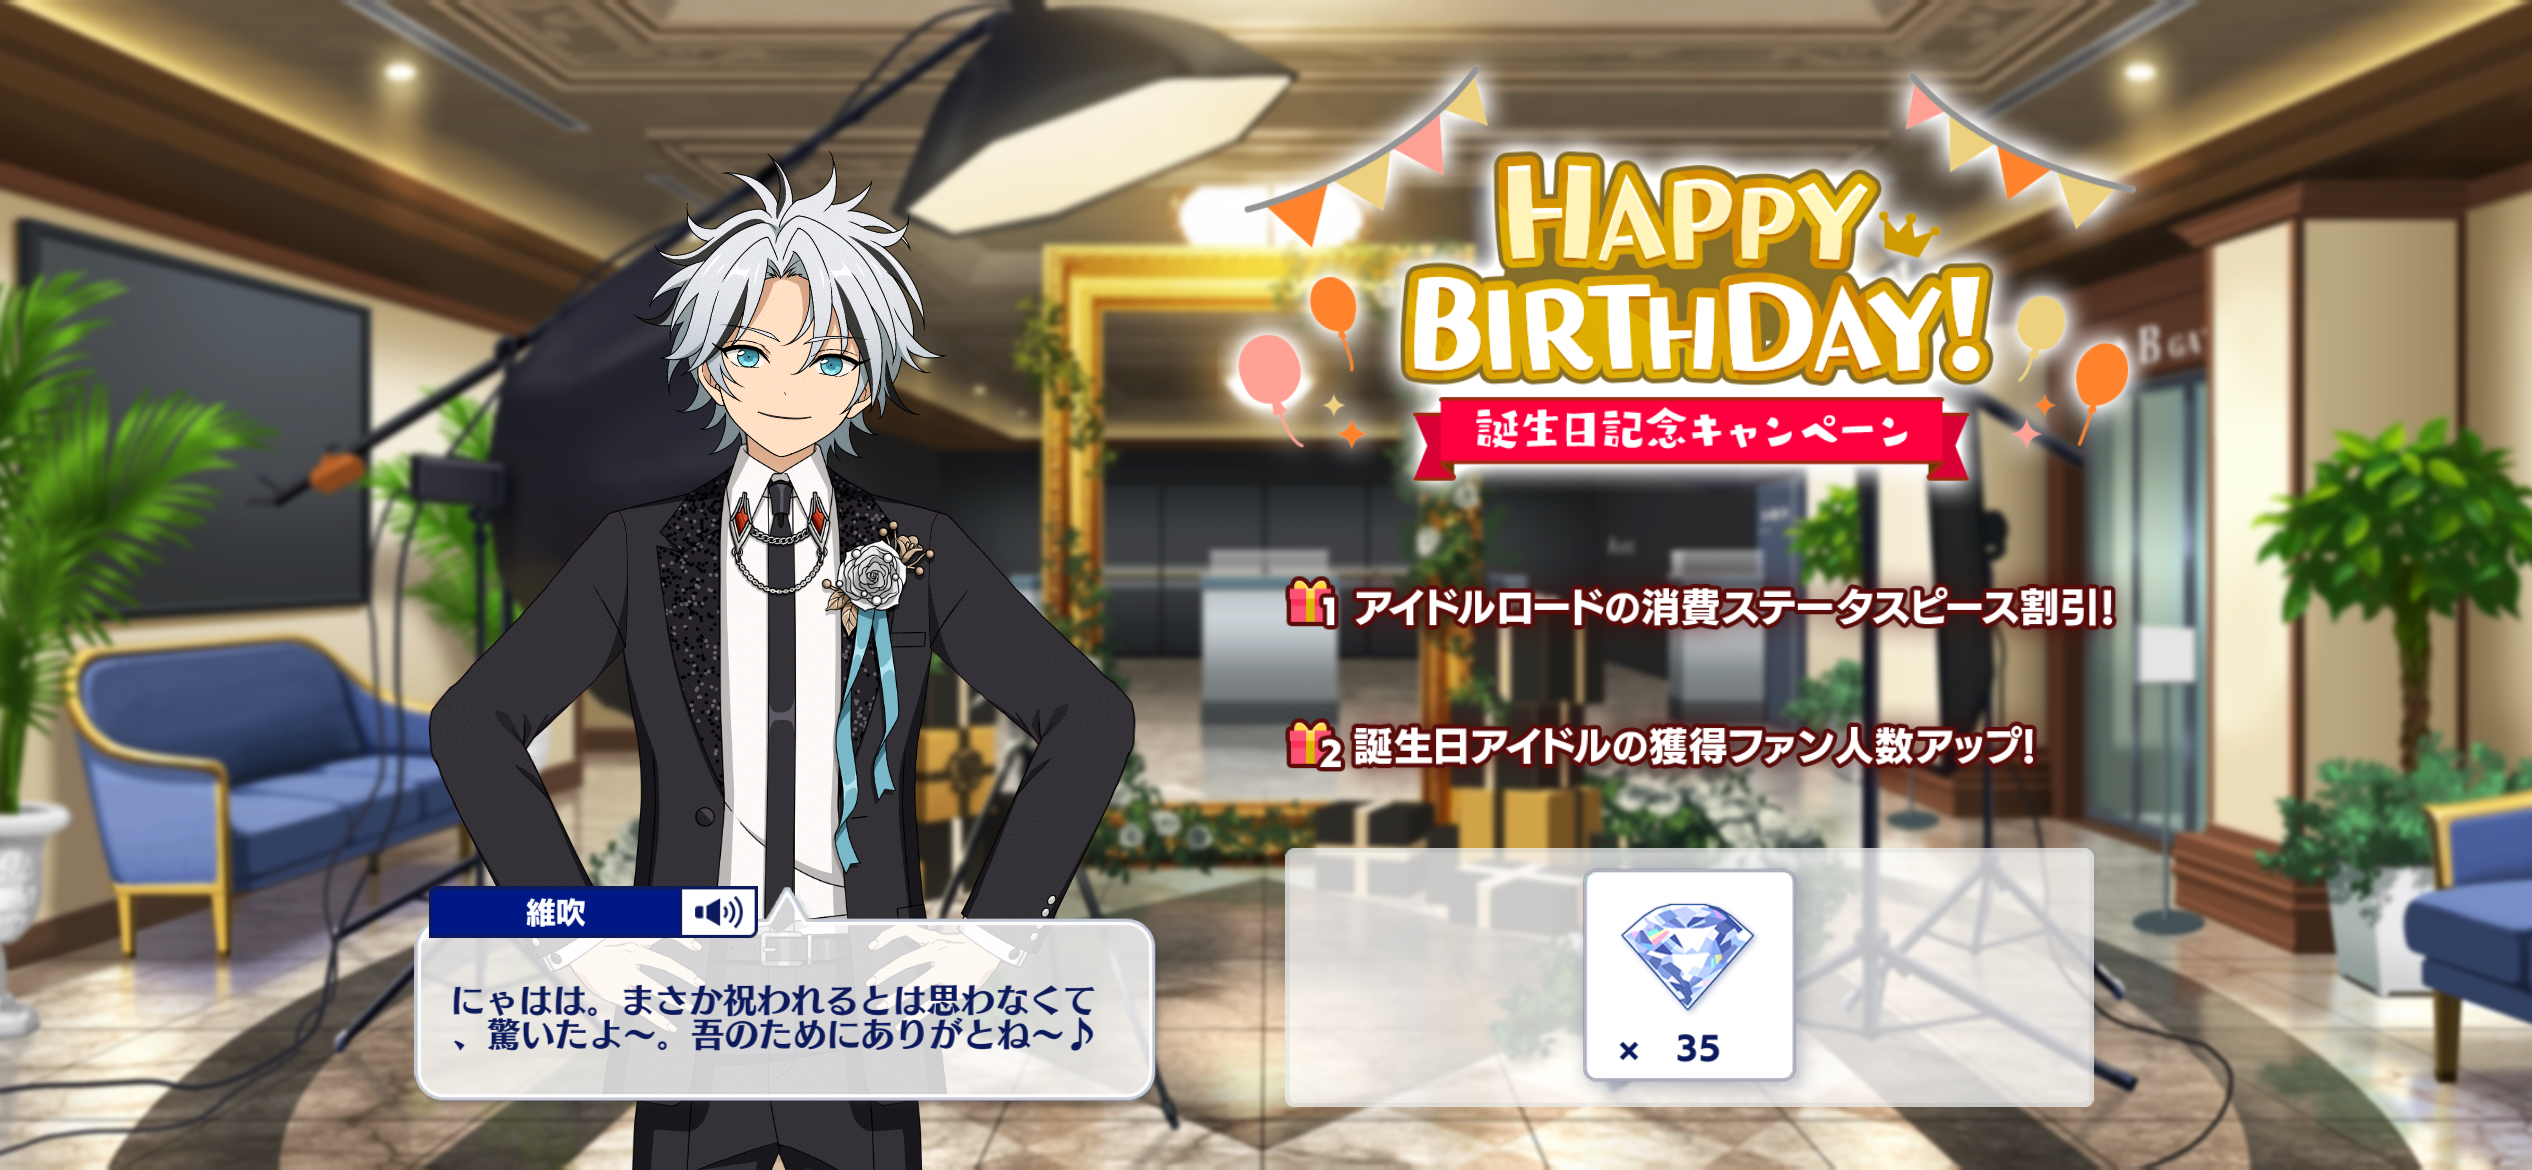 HAPPY
BIRTHDAY!
誕生日記念キャンペーン
1 アイドルロードの消費ステータスピース割引!
2 誕生日アイドルの獲得ファン人数アップ!
維吹
にゃはは。まさか祝われるとは思わなくて
、驚いたよ～。吾のためにありがとね～♪
× 35